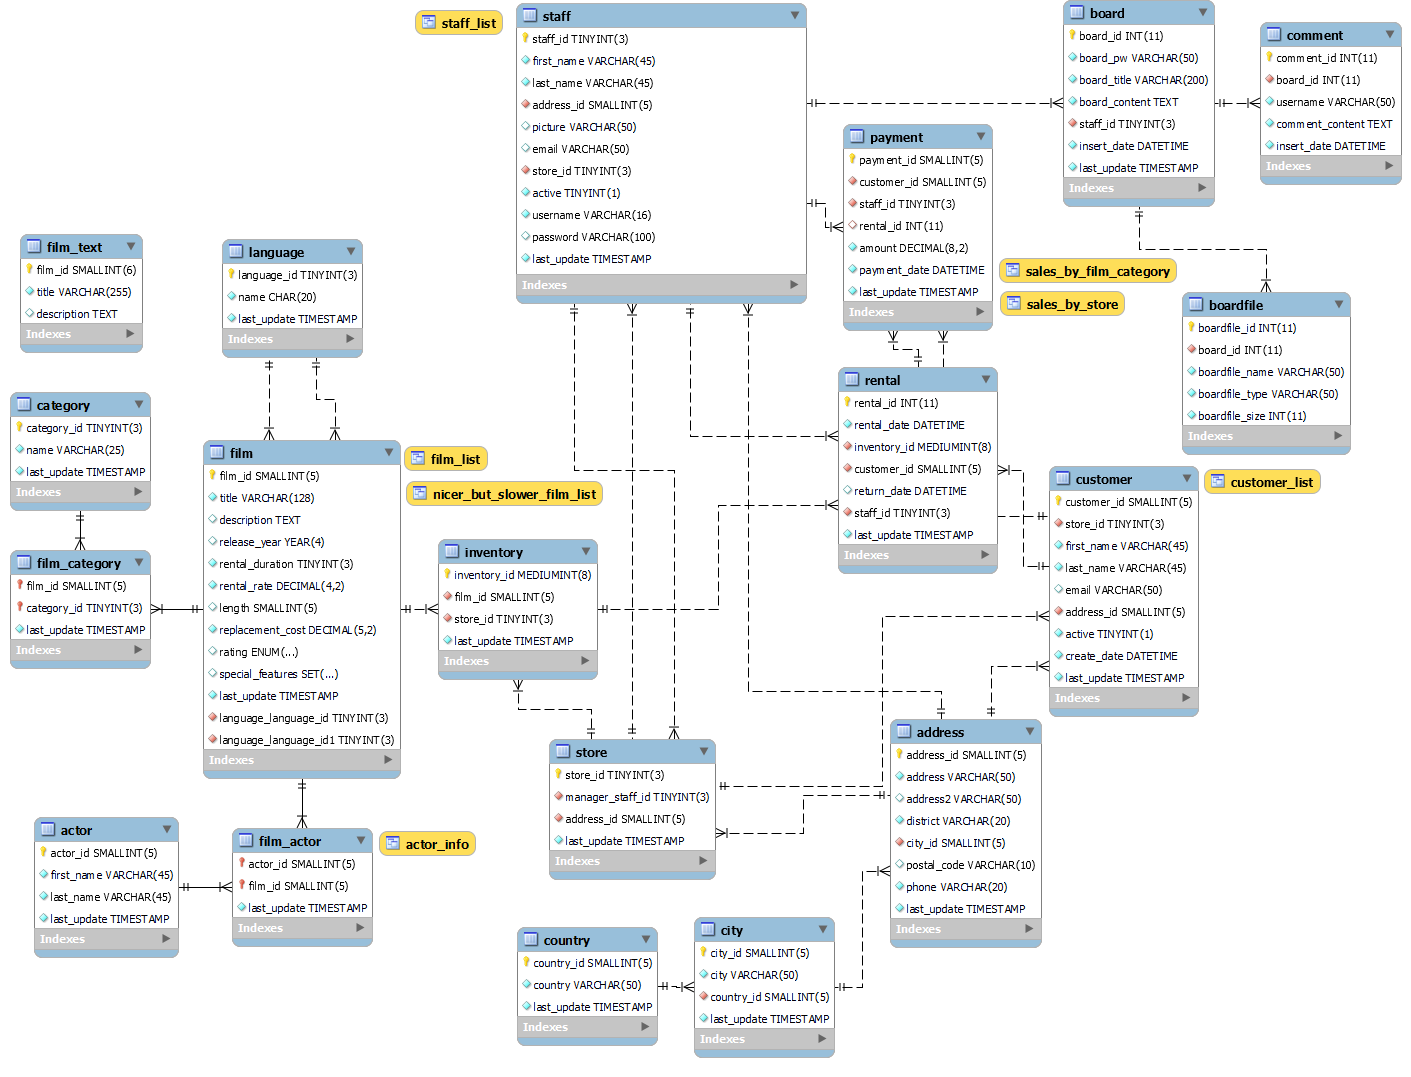 staff_list
staff
staff_id TINYINT(3)
first_name VARCHAR(45)
last_name VARCHAR(45)
address_id SMALLINT(5)
picture VARCHAR(50)
email VARCHAR(50)
store_id TINYINT(3)
active TINYINT(1)
username VARCHAR(16)
password VARCHAR(100)
last_update TIMESTAMP
Indexes
board
board_id INT(11)
board_pw VARCHAR(50)
board_title VARCHAR(200)
board_content TEXT
staff_id TINYINT(3)
insert_date DATETIME
last_update TIMESTAMP
Indexes
comment
comment_id INT(11)
board_id INT(11)
username VARCHAR(50)
comment_content TEXT
insert_date DATETIME
Indexes
payment
payment_id SMALLINT(5)
customer_id SMALLINT(5)
staff_id TINYINT(3)
rental_id INT(11)
amount DECIMAL(8,2)
payment_date DATETIME
last_update TIMESTAMP
Indexes
sales_by_film_category
sales_by_store
film_text
film_id SMALLINT(6)
title VARCHAR(255)
description TEXT
Indexes
language
language_id TINYINT(3)
name CHAR(20)
last_update TIMESTAMP
Indexes
boardfile
boardfile_id INT(11)
board_id INT(11)
boardfile_name VARCHAR(50)
boardfile_type VARCHAR(50)
boardfile_size INT(11)
Indexes
rental
rental_id INT(11)
rental_date DATETIME
inventory_id MEDIUMINT(8)
customer_id SMALLINT(5)
return_date DATETIME
staff_id TINYINT(3)
last_update TIMESTAMP
Indexes
category
category_id TINYINT(3)
name VARCHAR(25)
last_update TIMESTAMP
Indexes
film
film_id SMALLINT(5)
title VARCHAR(128)
description TEXT
release_year YEAR(4)
rental_duration TINYINT(3)
rental_rate DECIMAL(4,2)
length SMALLINT(5)
replacement_cost DECIMAL(5,2)
rating ENUM(...)
special_features SET(...)
last_update TIMESTAMP
language_language_id TINYINT(3)
language_language_id1 TINYINT(3)
Indexes
film_list
nicer_but_slower_film_list
customer
customer_id SMALLINT(5)
store_id TINYINT(3)
first_name VARCHAR(45)
last_name VARCHAR(45)
email VARCHAR(50)
address_id SMALLINT(5)
active TINYINT(1)
create_date DATETIME
last_update TIMESTAMP
Indexes
customer_list
film_category
film_id SMALLINT(5)
category_id TINYINT(3)
last_update TIMESTAMP
Indexes
inventory
inventory_id MEDIUMINT(8)
film_id SMALLINT(5)
store_id TINYINT(3)
last_update TIMESTAMP
Indexes
store
store_id TINYINT(3)
manager_staff_id TINYINT(3)
address_id SMALLINT(5)
last_update TIMESTAMP
Indexes
address
address_id SMALLINT(5)
address VARCHAR(50)
address2 VARCHAR(50)
district VARCHAR(20)
city_id SMALLINT(5)
postal_code VARCHAR(10)
phone VARCHAR(20)
last_update TIMESTAMP
Indexes
actor
actor_id SMALLINT(5)
first_name VARCHAR(45)
last_name VARCHAR(45)
last_update TIMESTAMP
Indexes
film_actor
actor_id SMALLINT(5)
film_id SMALLINT(5)
last_update TIMESTAMP
Indexes
actor_info
country
country_id SMALLINT(5)
country VARCHAR(50)
last_update TIMESTAMP
Indexes
city
city_id SMALLINT(5)
city VARCHAR(50)
country_id SMALLINT(5)
last_update TIMESTAMP
Indexes